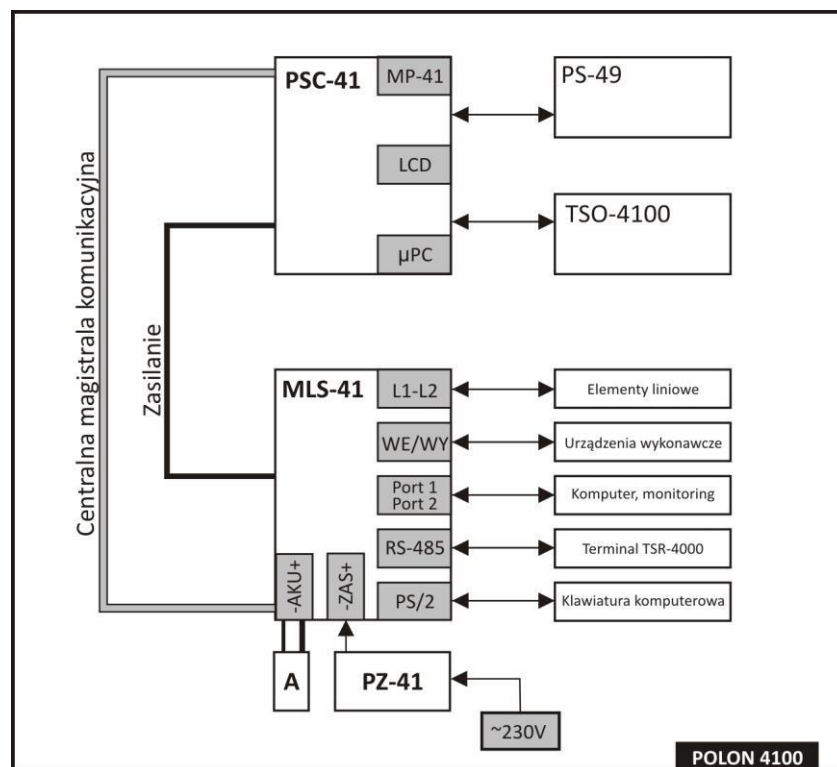 PSC-41
MP-41
LCD
µPC
PS-49
TSO-4100
Centralna magistrala komunikacyjna
Zasilanie
MLS-41
L1-L2
WE/WY
Port 1
Port 2
RS-485
PS/2
-AKU+
-ZAS+
Elementy liniowe
Urządzenia wykonawcze
Komputer, monitoring
Terminal TSR-4000
Klawiatura komputerowa
A
PZ-41
~230V
POLON 4100